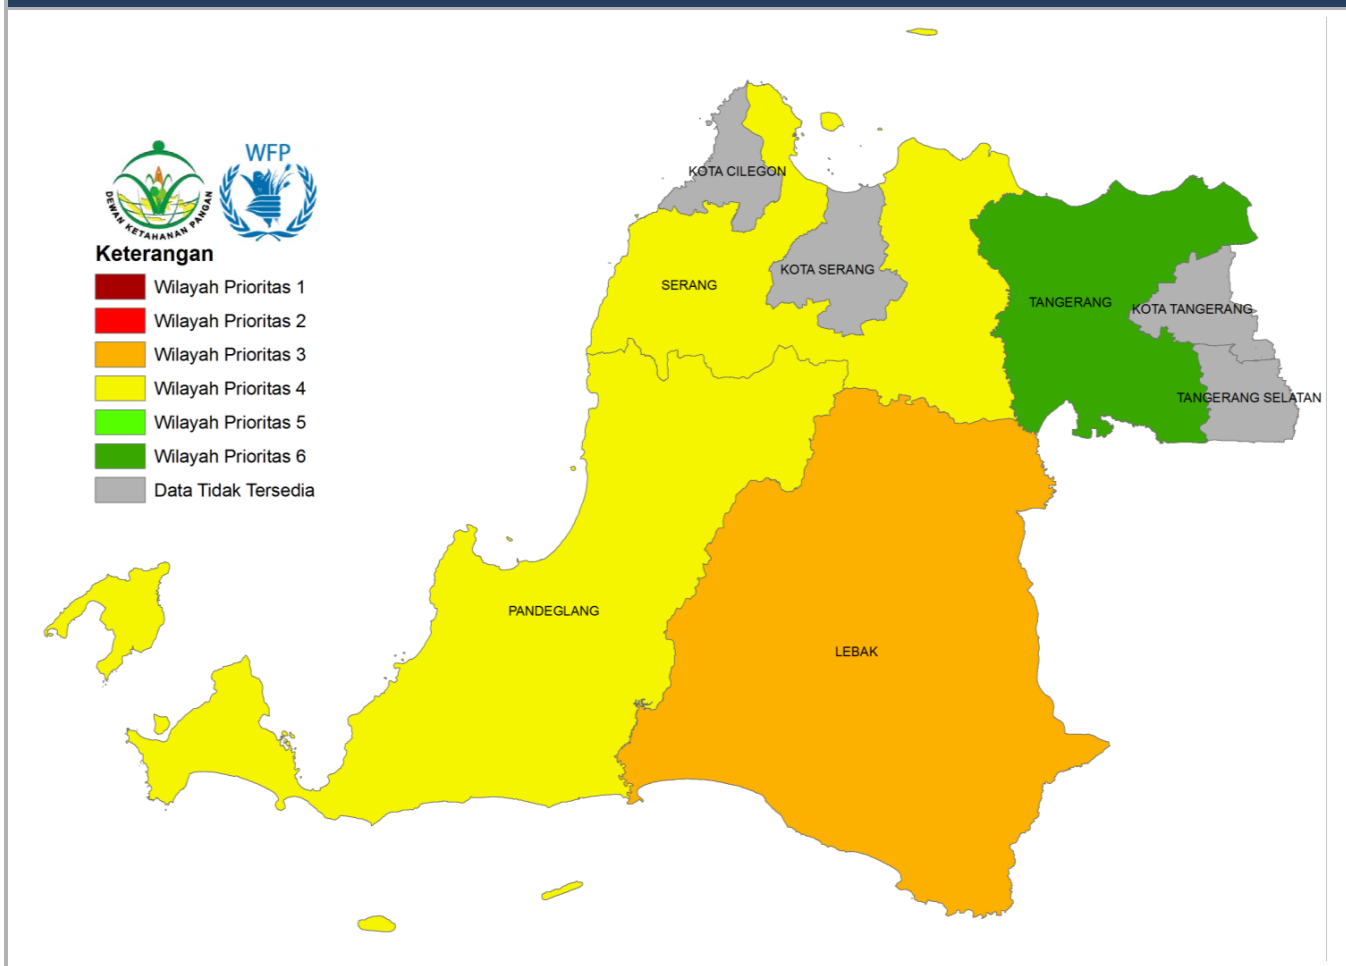 WFP
DEWAN KETAHANAN PANGAN
Keterangan
Wilayah Prioritas 1
Wilayah Prioritas 2
Wilayah Prioritas 3
Wilayah Prioritas 4
Wilayah Prioritas 5
Wilayah Prioritas 6
Data Tidak Tersedia
KOTA CILEGON
KOTA SERANG
SERANG
TANGERANG
KOTA TANGERANG
TANGERANG SELATAN
PANDEGLANG
LEBAK